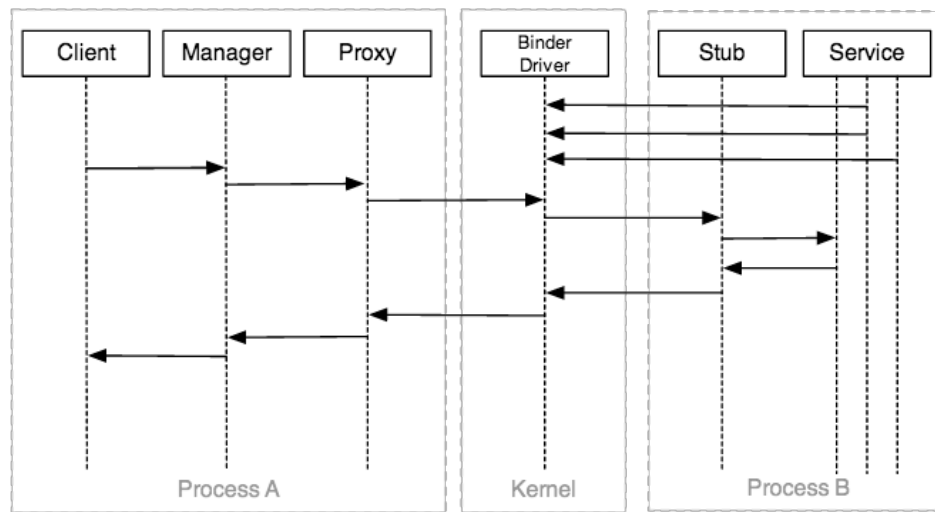 Client
Manager
Proxy
Binder
Driver
Stub
Service
Process A
Kernel
Process B